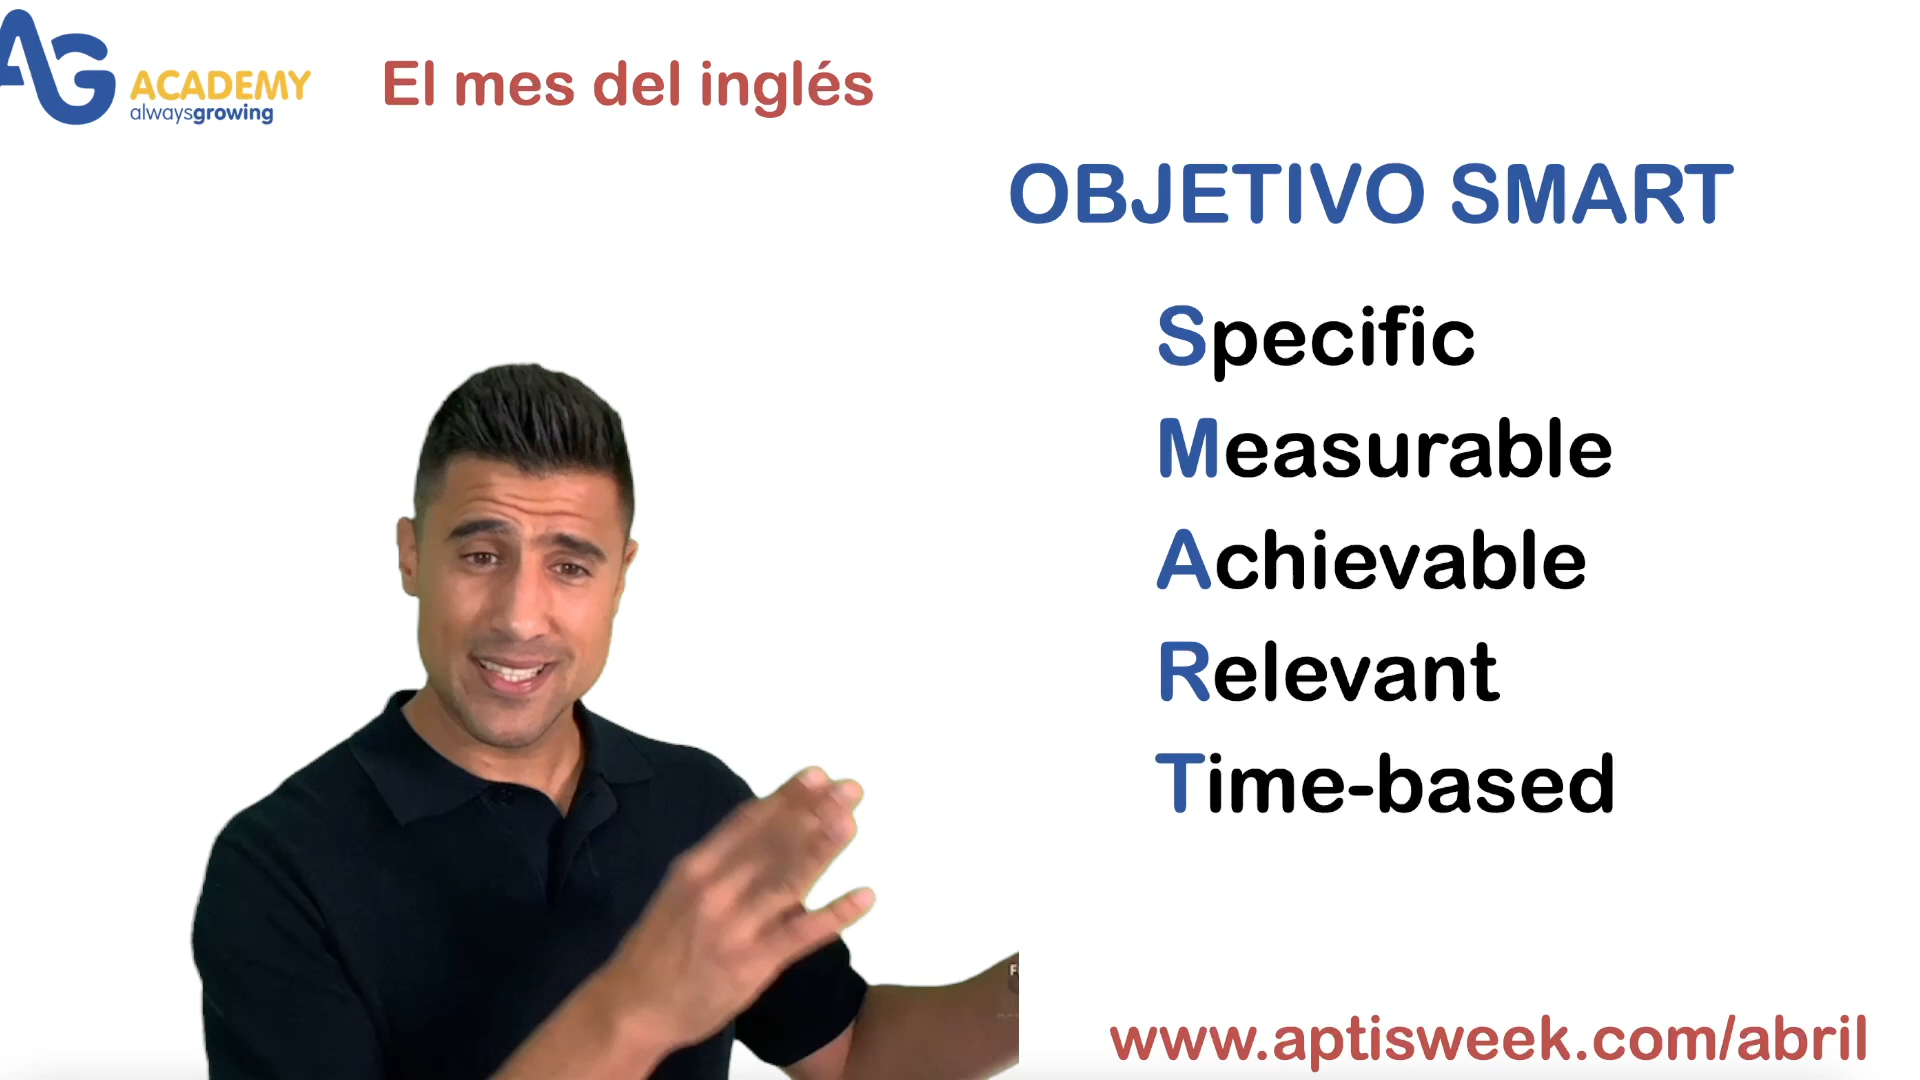 AG ACADEMY
alwaysgrowing
El mes del inglés
OBJETIVO SMART
Specific
Measurable
Achievable
Relevant
Time-based
www.aptisweek.com/abril